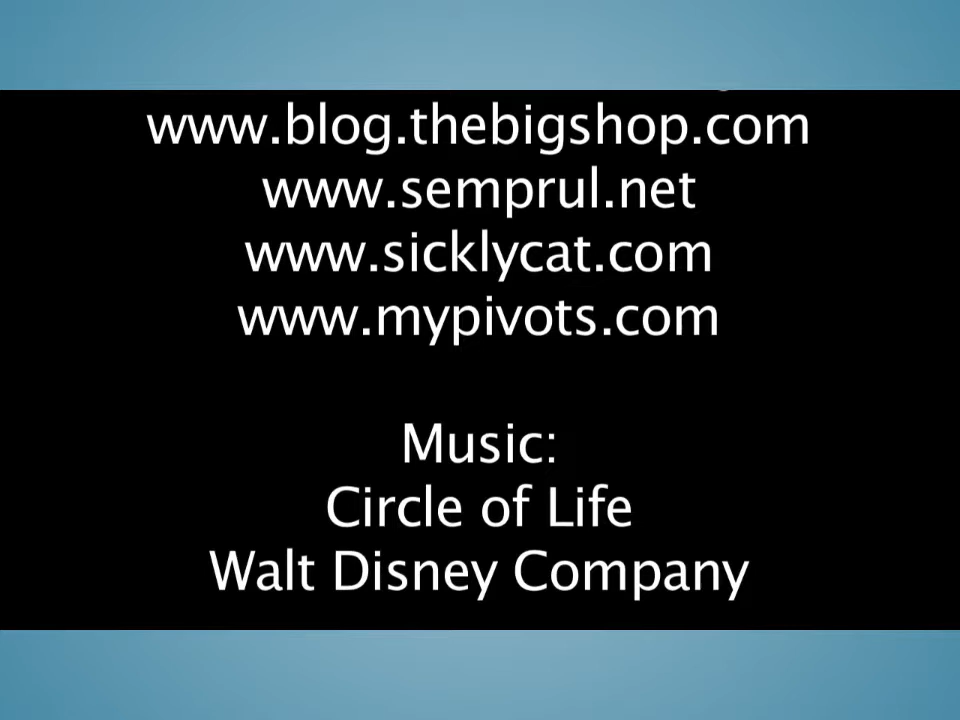 www.blog.thebigshop.com
www.semprul.net
www.sicklycat.com
www.mypivots.com
Music:
Circle of Life
Walt Disney Company